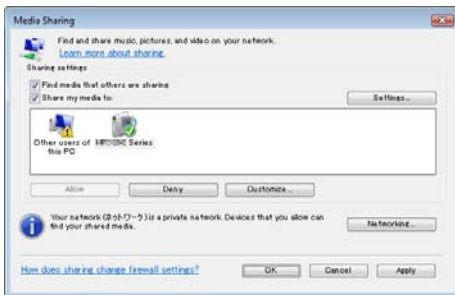 Media Sharing
Find and share music, pictures, and video on your network.
Learn more about sharing.
Sharing settings
Find media that others are sharing
Share my media to:
Settings...
Other users of
this PC
Series
Allow
Deny
Customize...
Your network (ネットワーク) is a private network. Devices that you allow can
find your shared media.
Networking...
How does sharing change firewall settings?
OK
Cancel
Apply